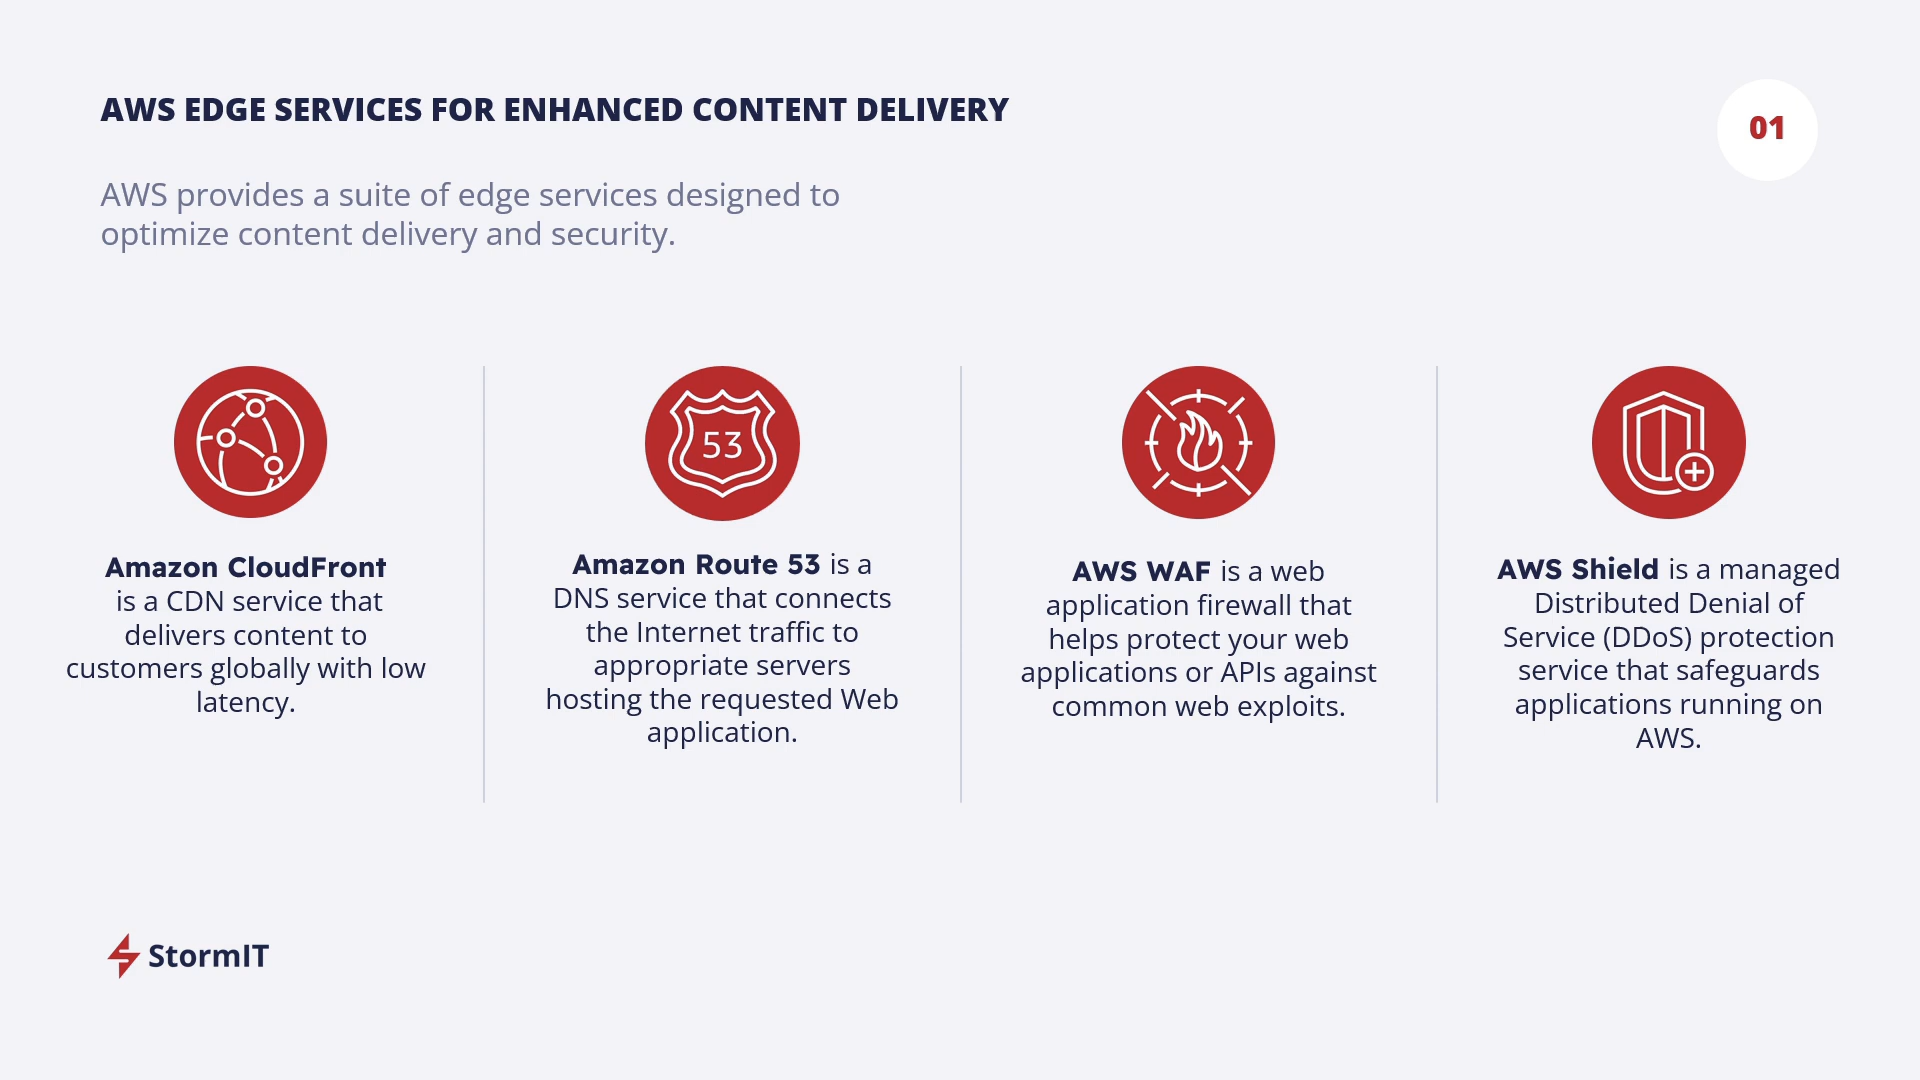 AWS EDGE SERVICES FOR ENHANCED CONTENT DELIVERY
01
AWS provides a suite of edge services designed to
optimize content delivery and security.
Amazon CloudFront
is a CDN service that
delivers content to
customers globally with low
latency.
53
Amazon Route 53 is a
DNS service that connects
the Internet traffic to
appropriate servers
hosting the requested Web
application.
AWS WAF is a web
application firewall that
helps protect your web
applications or APIs against
common web exploits.
AWS Shield is a managed
Distributed Denial of
Service (DDoS) protection
service that safeguards
applications running on
AWS.
StormIT